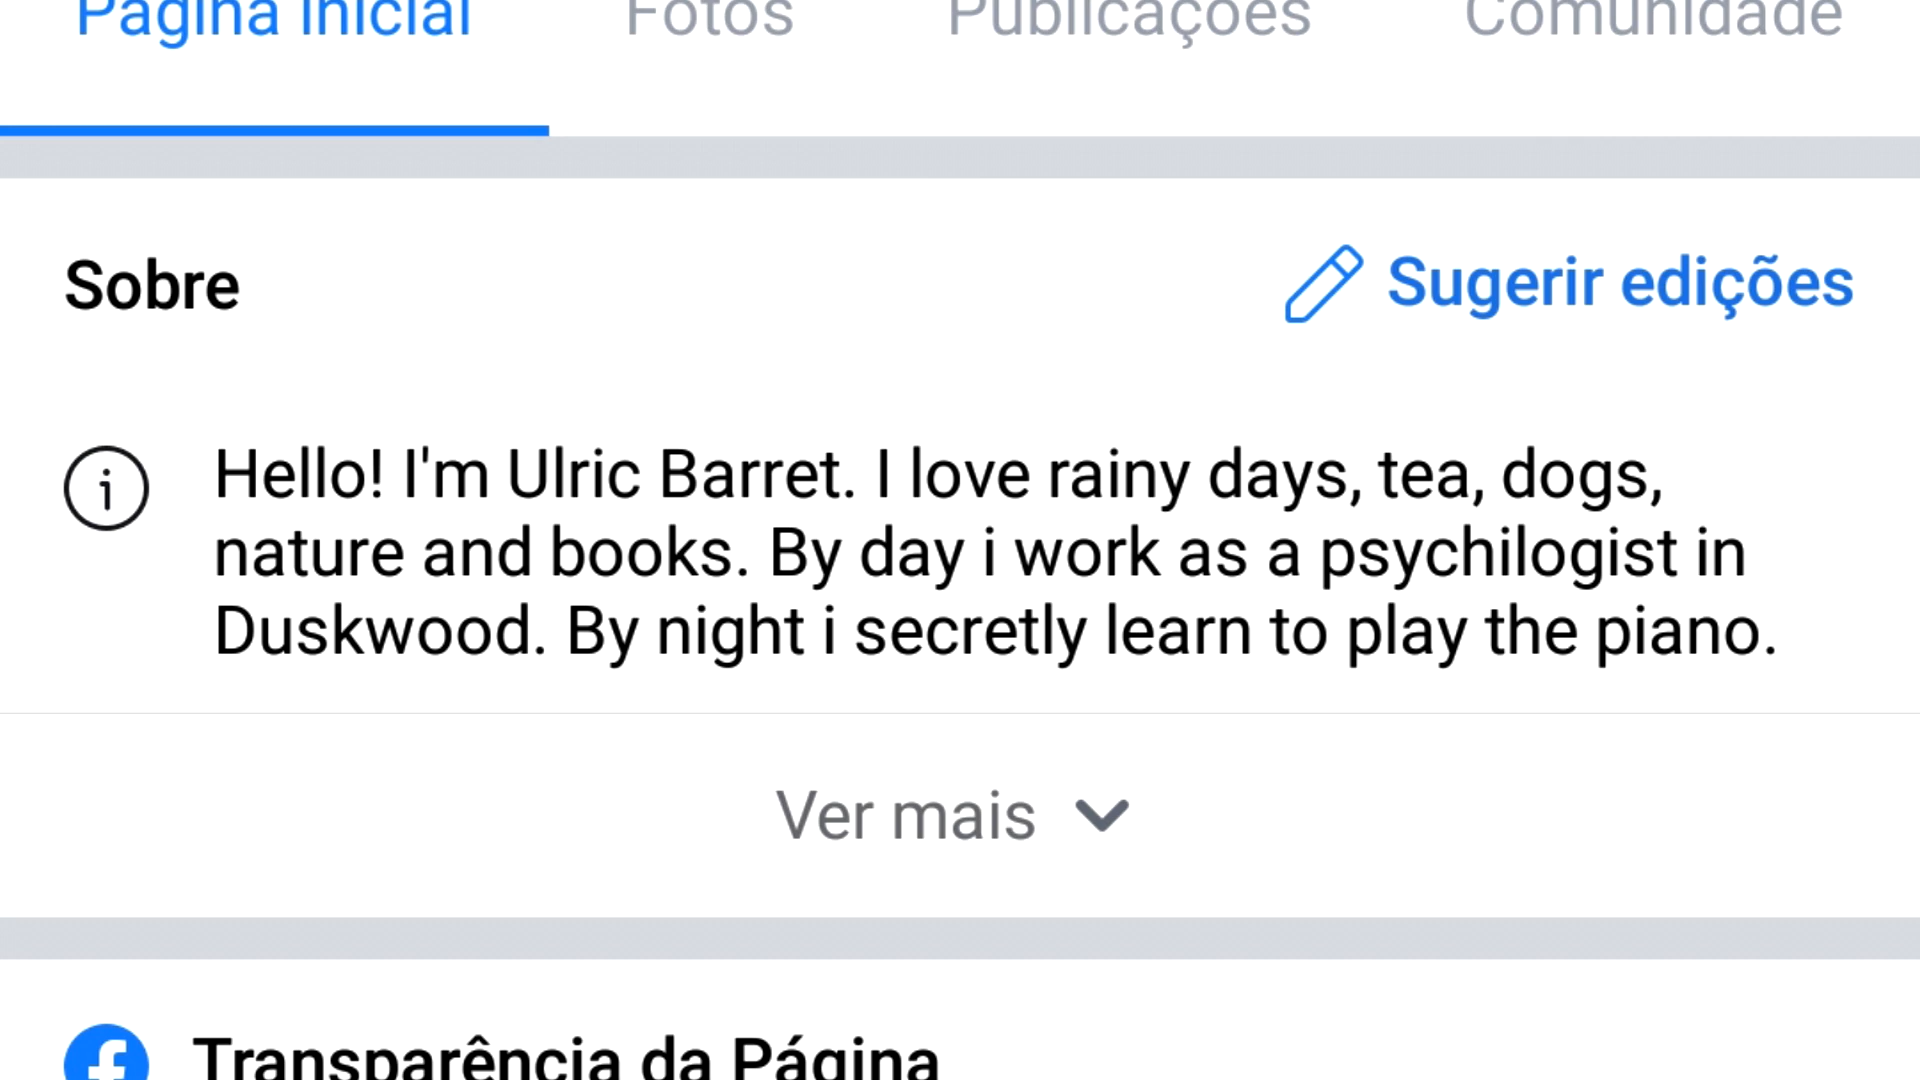 Página inicial Fotos Publicações Comunidade
Sobre Sugerir edições
Hello! I'm Ulric Barret. I love rainy days, tea, dogs,
nature and books. By day i work as a psychilogist in
Duskwood. By night i secretly learn to play the piano.
Ver mais
Transparência da Página